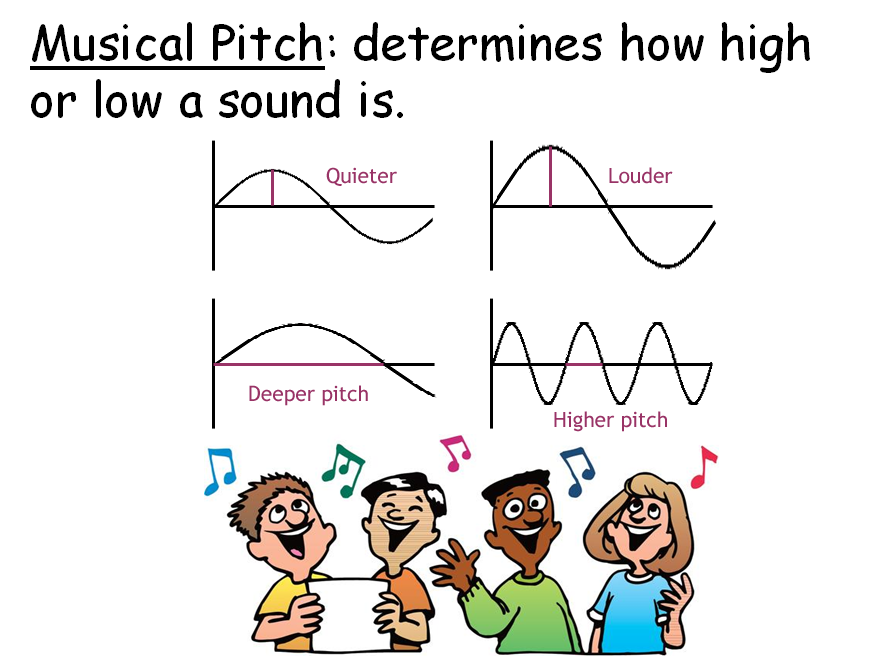 Musical Pitch: determines how high
or low a sound is.
Quieter
Louder
Deeper pitch
Higher pitch